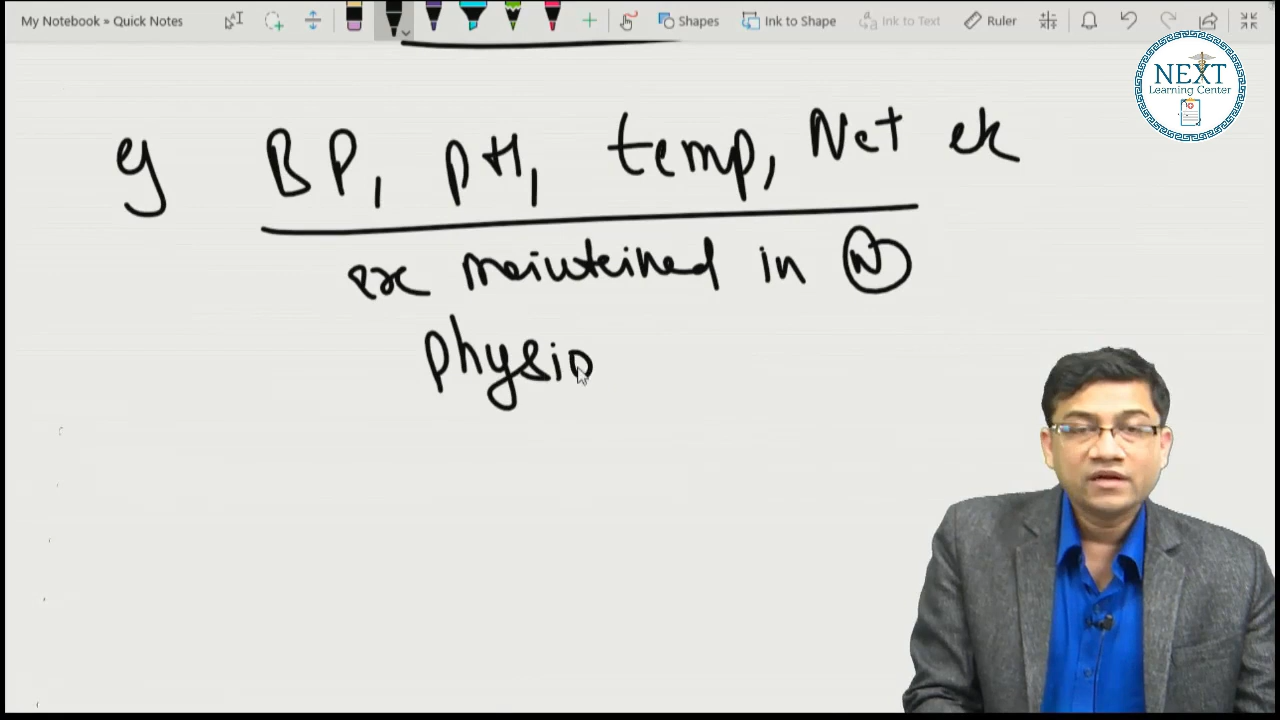 My Notebook » Quick Notes
Shapes
Ink to Shape
Ink to Text
Ruler
NEXT
Learning Center
eg BP, pH, temp, Na+ etc
are maintained in N
physio